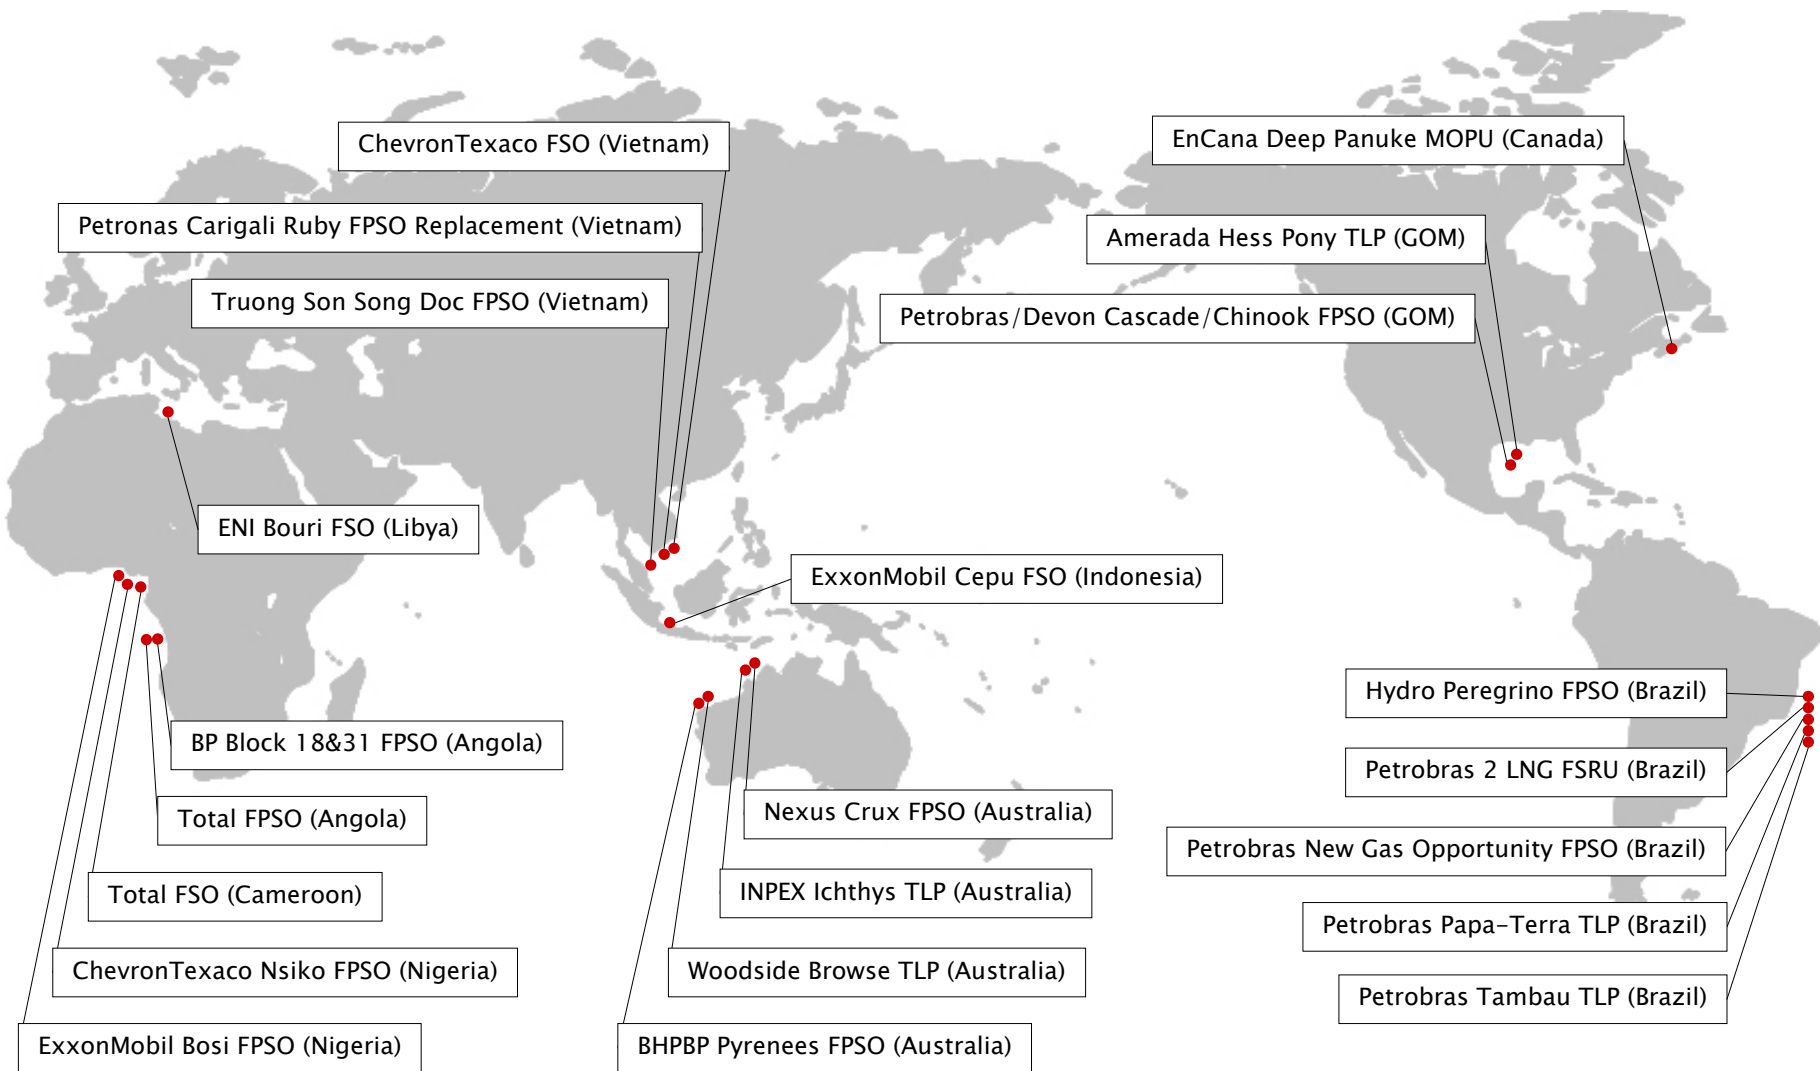 ChevronTexaco FSO (Vietnam)
EnCana Deep Panuke MOPU (Canada)
Petronas Carigali Ruby FPSO Replacement (Vietnam)
Amerada Hess Pony TLP (GOM)
Truong Son Song Doc FPSO (Vietnam)
Petrobras/Devon Cascade/Chinook FPSO (GOM)
ENI Bouri FSO (Libya)
ExxonMobil Cepu FSO (Indonesia)
Hydro Peregrino FPSO (Brazil)
BP Block 18&31 FPSO (Angola)
Petrobras 2 LNG FSRU (Brazil)
Total FPSO (Angola)
Nexus Crux FPSO (Australia)
Petrobras New Gas Opportunity FPSO (Brazil)
Total FSO (Cameroon)
INPEX Ichthys TLP (Australia)
Petrobras Papa-Terra TLP (Brazil)
ChevronTexaco Nsiko FPSO (Nigeria)
Woodside Browse TLP (Australia)
Petrobras Tambau TLP (Brazil)
ExxonMobil Bosi FPSO (Nigeria)
BHPBP Pyrenees FPSO (Australia)